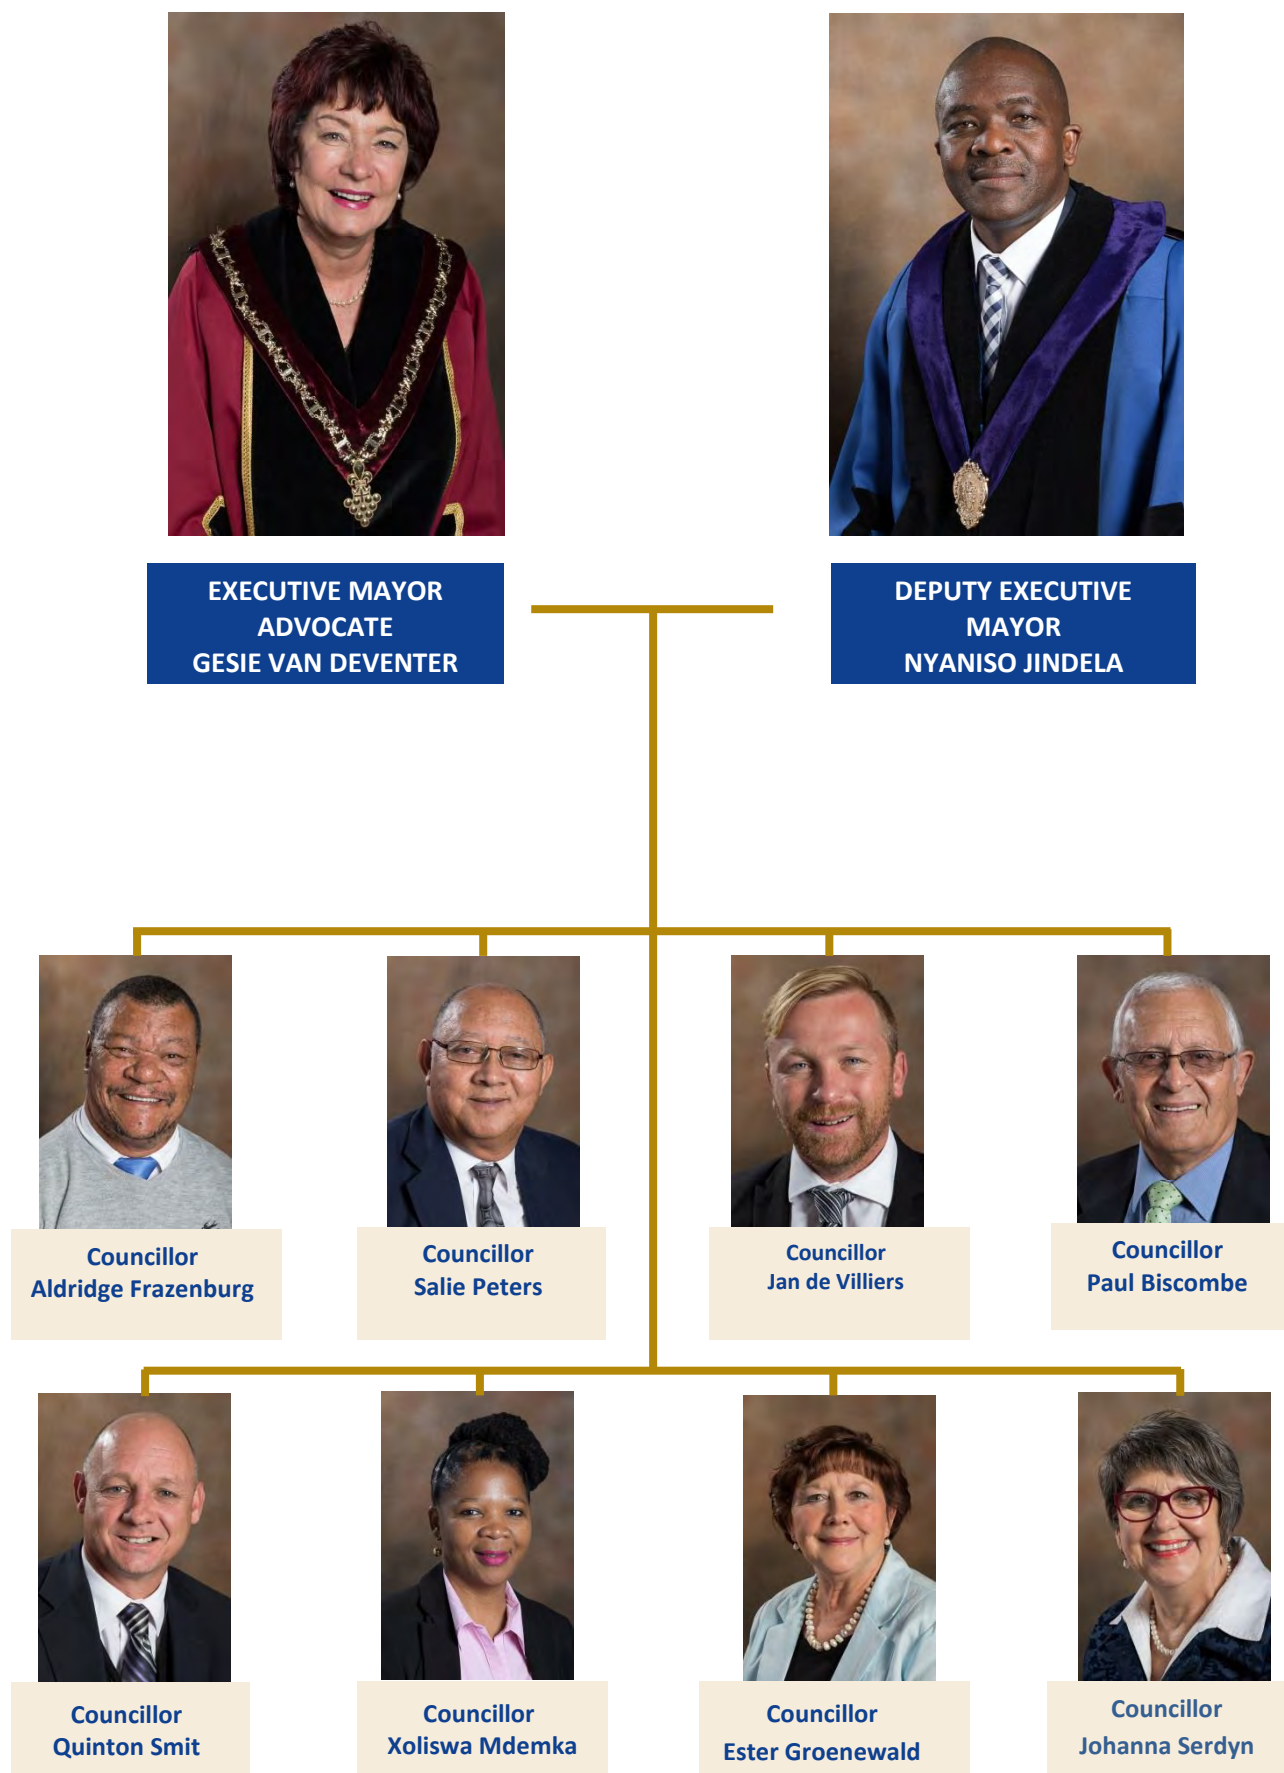 EXECUTIVE MAYOR
ADVOCATE
GESIE VAN DEVENTER
DEPUTY EXECUTIVE
MAYOR
NYANISO JINDELA
Councillor
Aldridge Frazenburg
Councillor
Salie Peters
Councillor
Jan de Villiers
Councillor
Paul Biscombe
Councillor
Quinton Smit
Councillor
Xoliswa Mdemka
Councillor
Ester Groenewald
Councillor
Johanna Serdyn